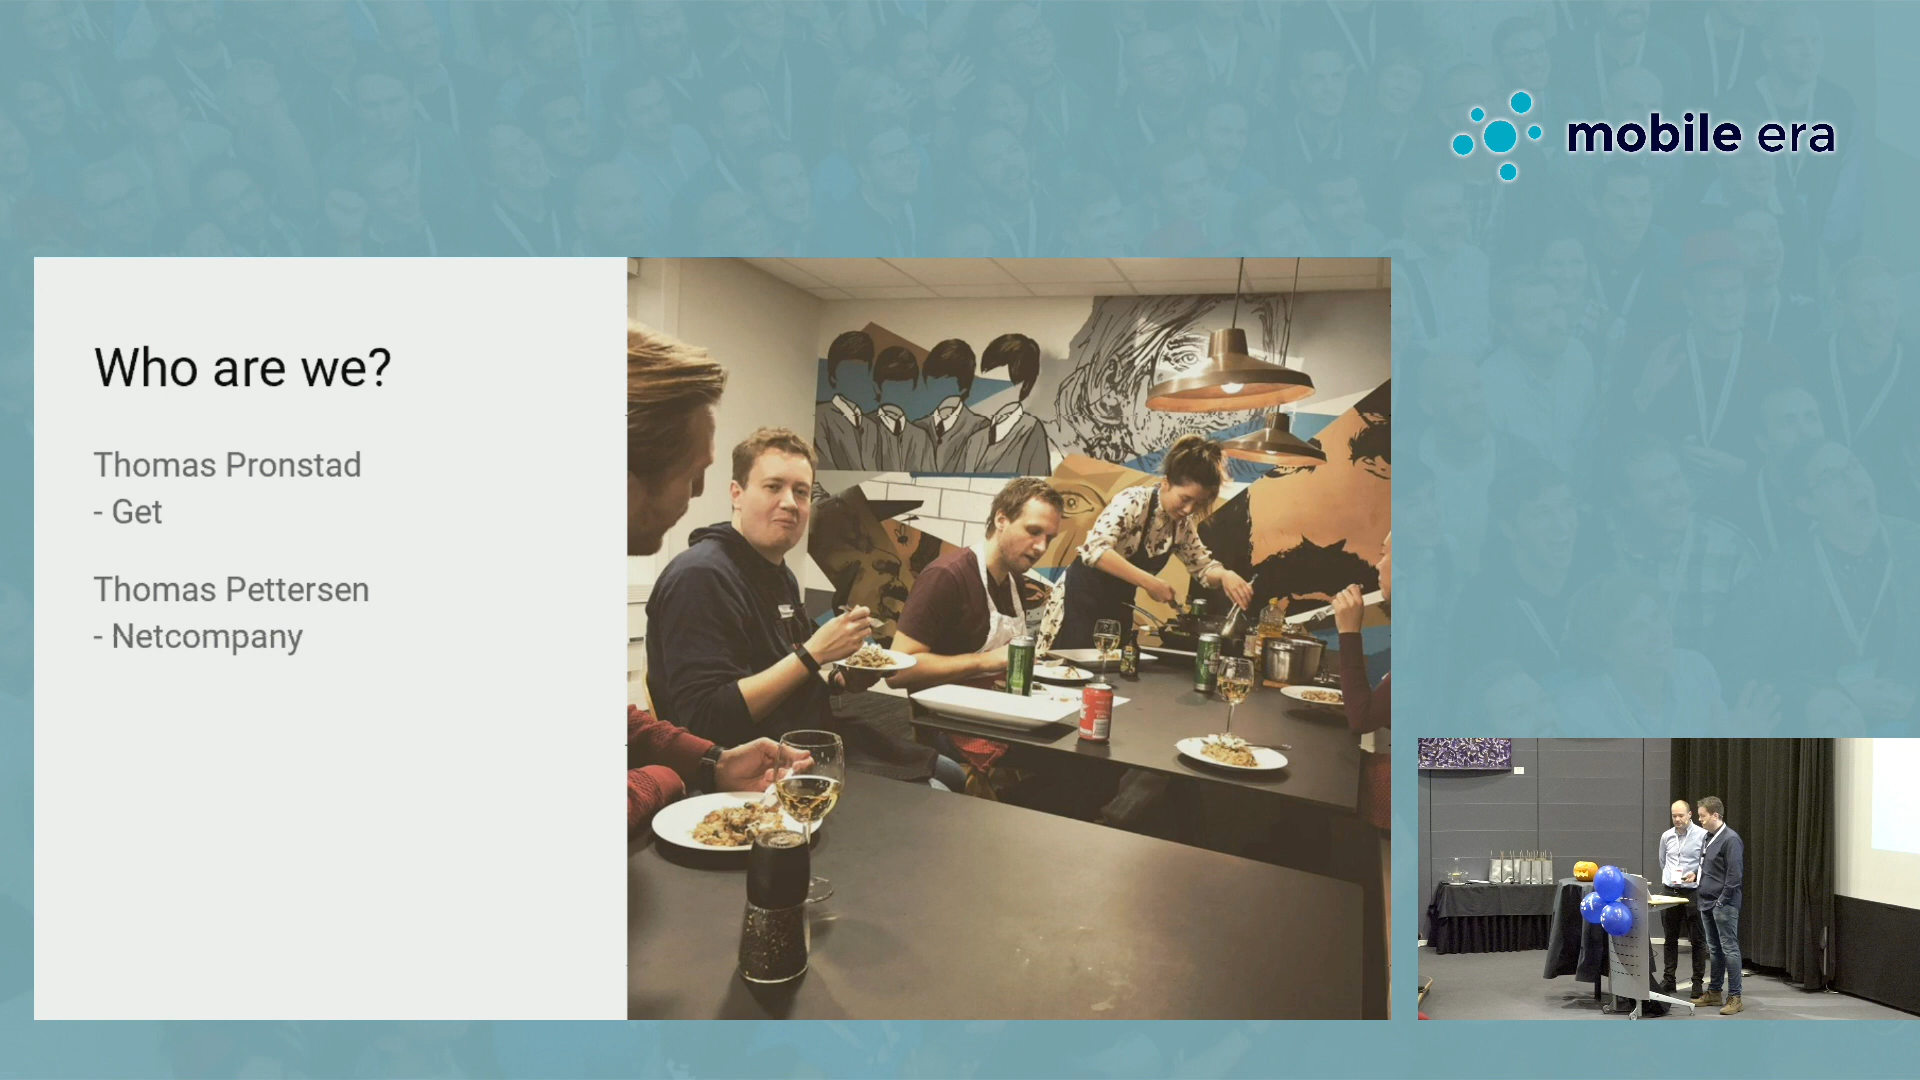 mobile era
Who are we?
Thomas Pronstad
- Get
Thomas Pettersen
- Netcompany